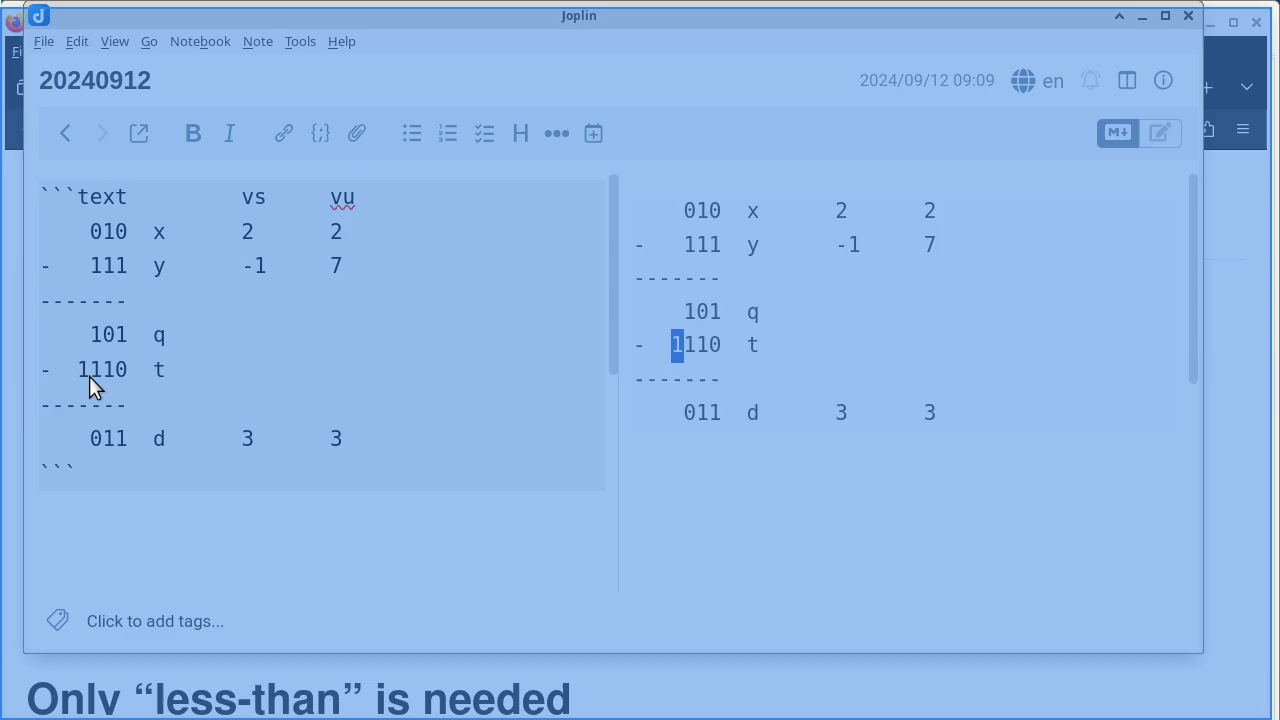 Joplin
File Edit View Go Notebook Note Tools Help
20240912
2024/09/12 09:09 en
```text vs vu
010 x 2 2
- 111 y -1 7
-------
101 q
- 1110 t
-------
011 d 3 3
```
010 x 2 2
- 111 y -1 7
-------
101 q
- 1110 t
-------
011 d 3 3
Click to add tags...
Only “less-than” is needed